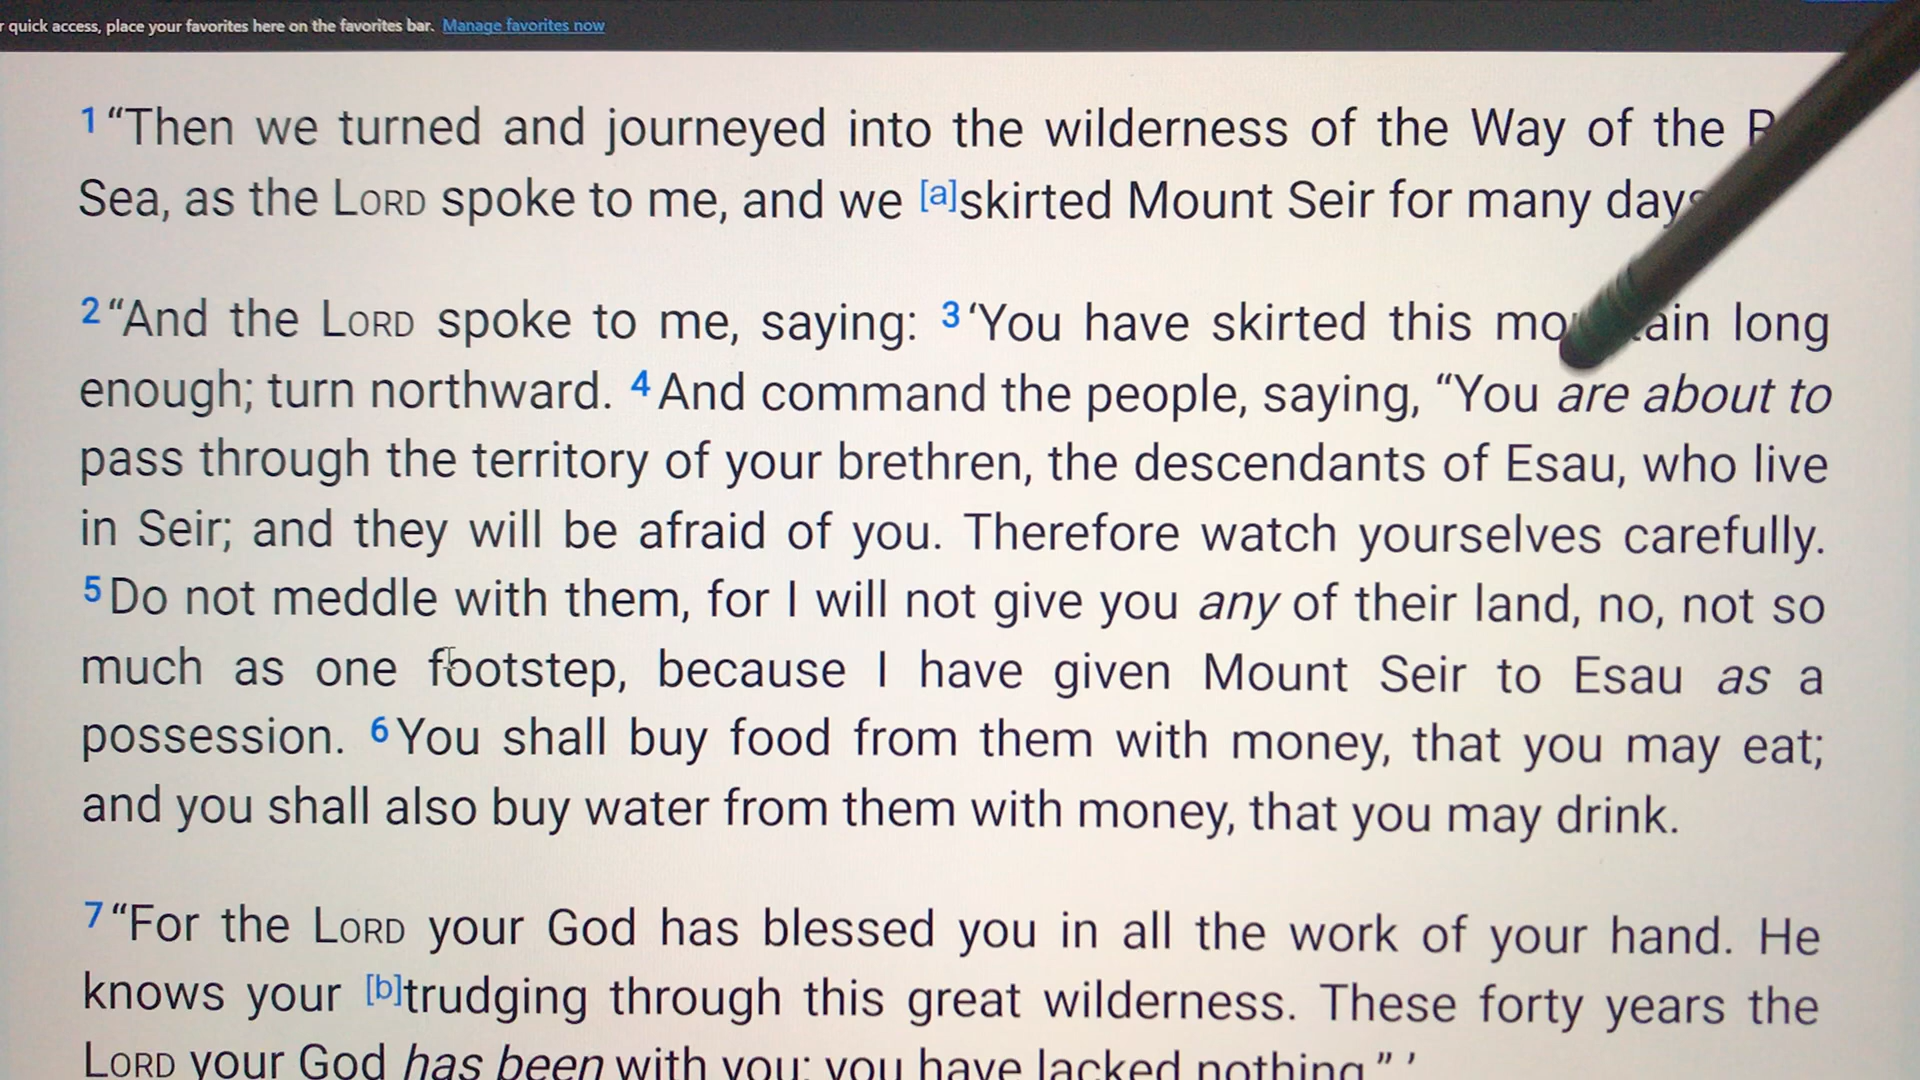 quick access, place your favorites here on the favorites bar. Manage favorites now
1 “Then we turned and journeyed into the wilderness of the Way of the
Sea, as the LORD spoke to me, and we [a]skirted Mount Seir for many days
2 “And the LORD spoke to me, saying: 3 ‘You have skirted this long
enough; turn northward. 4 And command the people, saying, “You are about to
pass through the territory of your brethren, the descendants of Esau, who live
in Seir; and they will be afraid of you. Therefore watch yourselves carefully.
5 Do not meddle with them, for I will not give you any of their land, no, not so
much as one footstep, because I have given Mount Seir to Esau as a
possession. 6 You shall buy food from them with money, that you may eat;
and you shall also buy water from them with money, that you may drink.
7 “For the LORD your God has blessed you in all the work of your hand. He
knows your [b]trudging through this great wilderness. These forty years the
LORD your God has been with you; you have lacked nothing.” ’